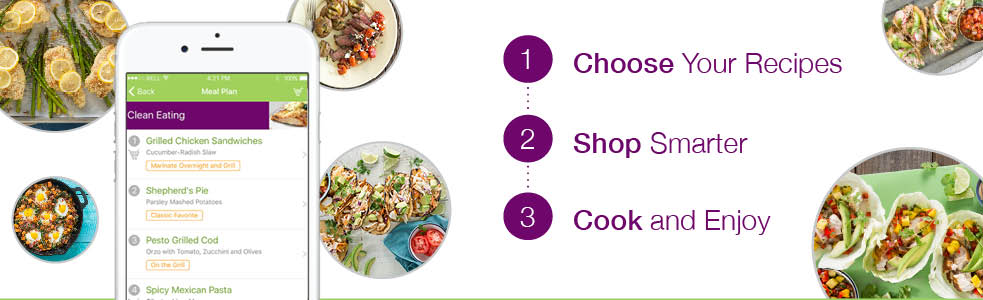 BELL 4:21 PM 100%
Back Meal Plan
Clean Eating
1 Grilled Chicken Sandwiches
Cucumber-Radish Slaw
Marinate Overnight and Grill
2 Shepherd's Pie
Parsley Mashed Potatoes
Classic Favorite
3 Pesto Grilled Cod
Orzo with Tomato, Zucchini and Olives
On the Grill
4 Spicy Mexican Pasta
1 Choose Your Recipes
2 Shop Smarter
3 Cook and Enjoy